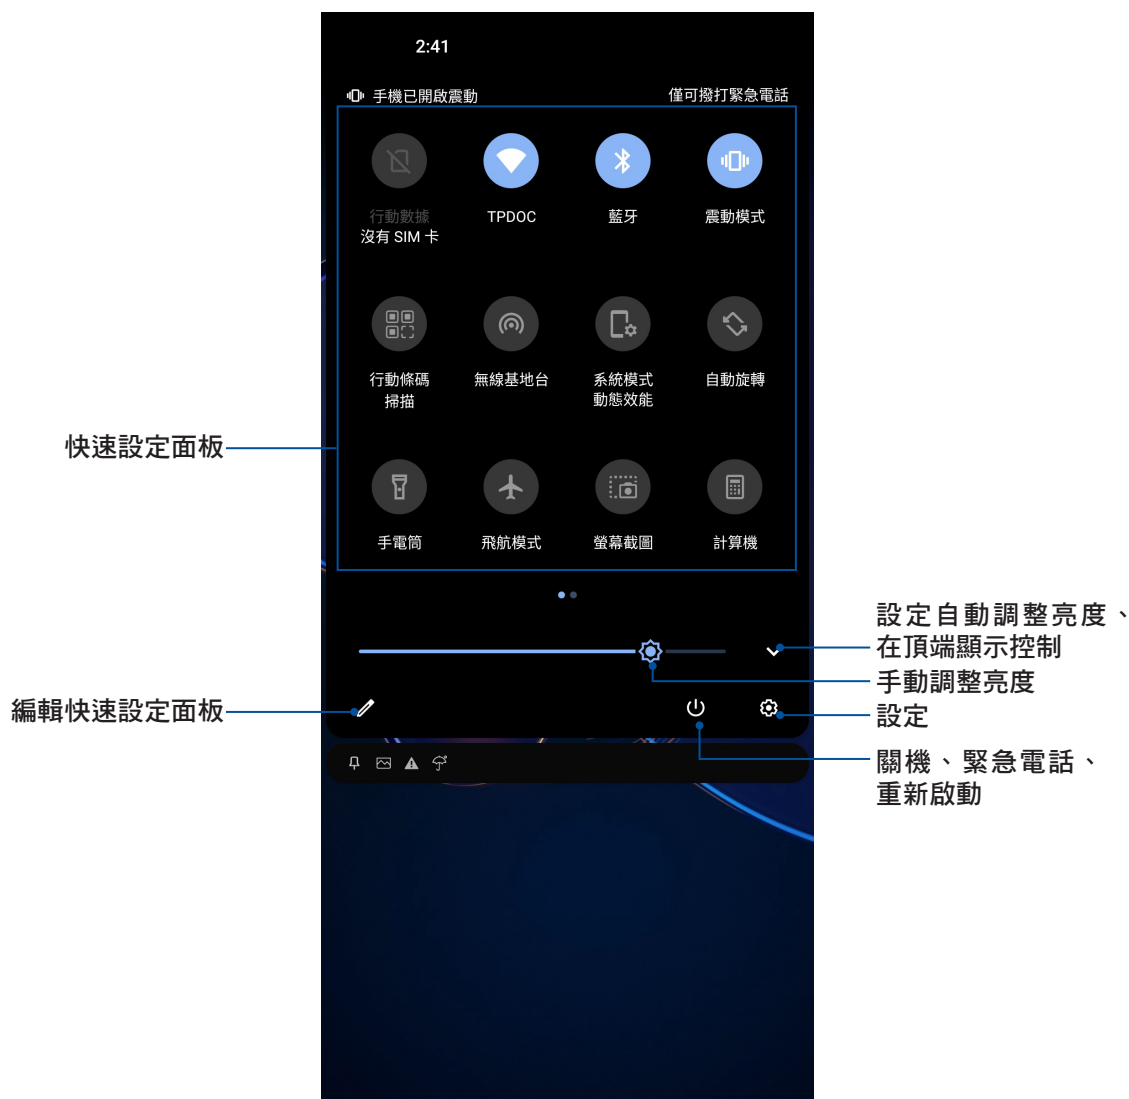 2:41
手機已開啟震動
僅可撥打緊急電話
行動數據
沒有 SIM 卡
TPDOC
藍牙
震動模式
行動條碼
掃描
無線基地台
系統模式
動態效能
自動旋轉
快速設定面板
手電筒
飛航模式
螢幕截圖
計算機
設定自動調整亮度、
在頂端顯示控制
手動調整亮度
編輯快速設定面板
設定
關機、緊急電話、
重新啟動